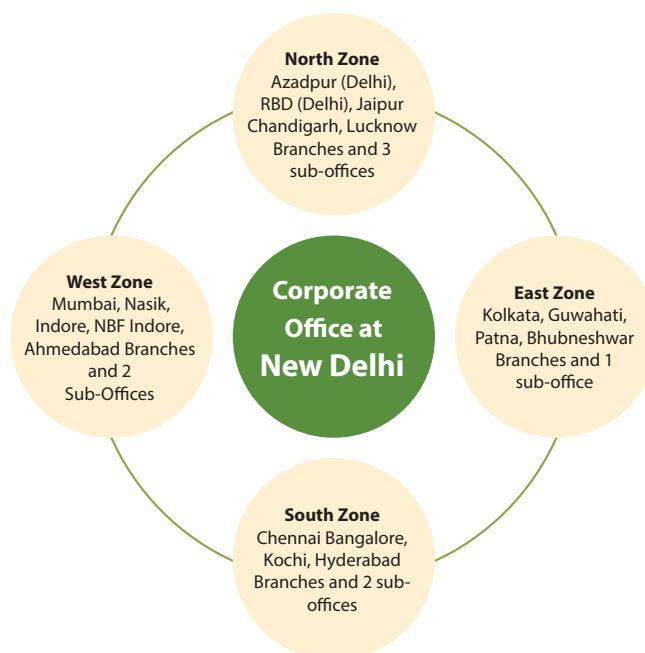 North Zone
Azadpur (Delhi),
RBD (Delhi), Jaipur
Chandigarh, Lucknow
Branches and 3
sub-offices
West Zone
Mumbai, Nasik,
Indore, NBF Indore,
Ahmedabad Branches
and 2
Sub-Offices
Corporate
Office at
New Delhi
East Zone
Kolkata, Guwahati,
Patna, Bhubneshwar
Branches and 1
sub-office
South Zone
Chennai Bangalore,
Kochi, Hyderabad
Branches and 2 sub-
offices